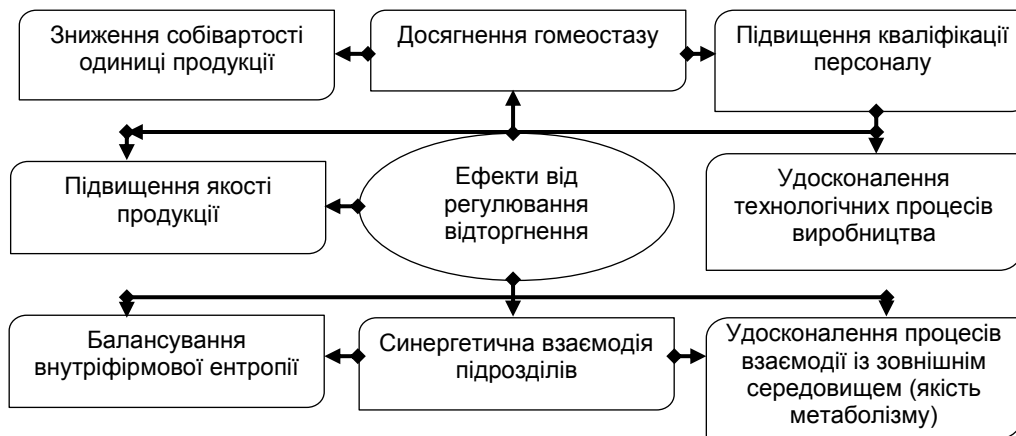 Зниження собівартості
одиниці продукції
Досягнення гомеостазу
Підвищення кваліфікації
персоналу
Підвищення якості
продукції
Ефекти від
регулювання
відторгнення
Удосконалення
технологічних процесів
виробництва
Балансування
внутріфірмової ентропії
Синергетична взаємодія
підрозділів
Удосконалення процесів
взаємодії із зовнішнім
середовищем (якість
метаболізму)